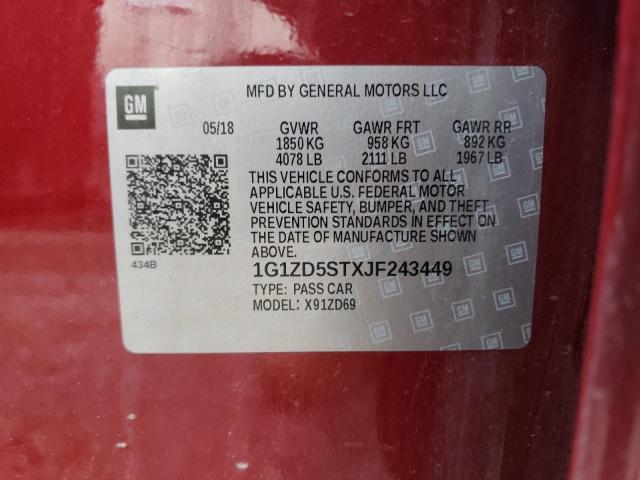 GM
MFD BY GENERAL MOTORS LLC
05/18 GVWR GAWR FRT GAWR RR
1850 KG 958 KG 892 KG
4078 LB 2111 LB 1967 LB
THIS VEHICLE CONFORMS TO ALL
APPLICABLE U.S. FEDERAL MOTOR
VEHICLE SAFETY, BUMPER, AND THEFT
PREVENTION STANDARDS IN EFFECT ON
THE DATE OF MANUFACTURE SHOWN
ABOVE.
434B
1G1ZD5STXJF243449
TYPE: PASS CAR
MODEL: X91ZD69